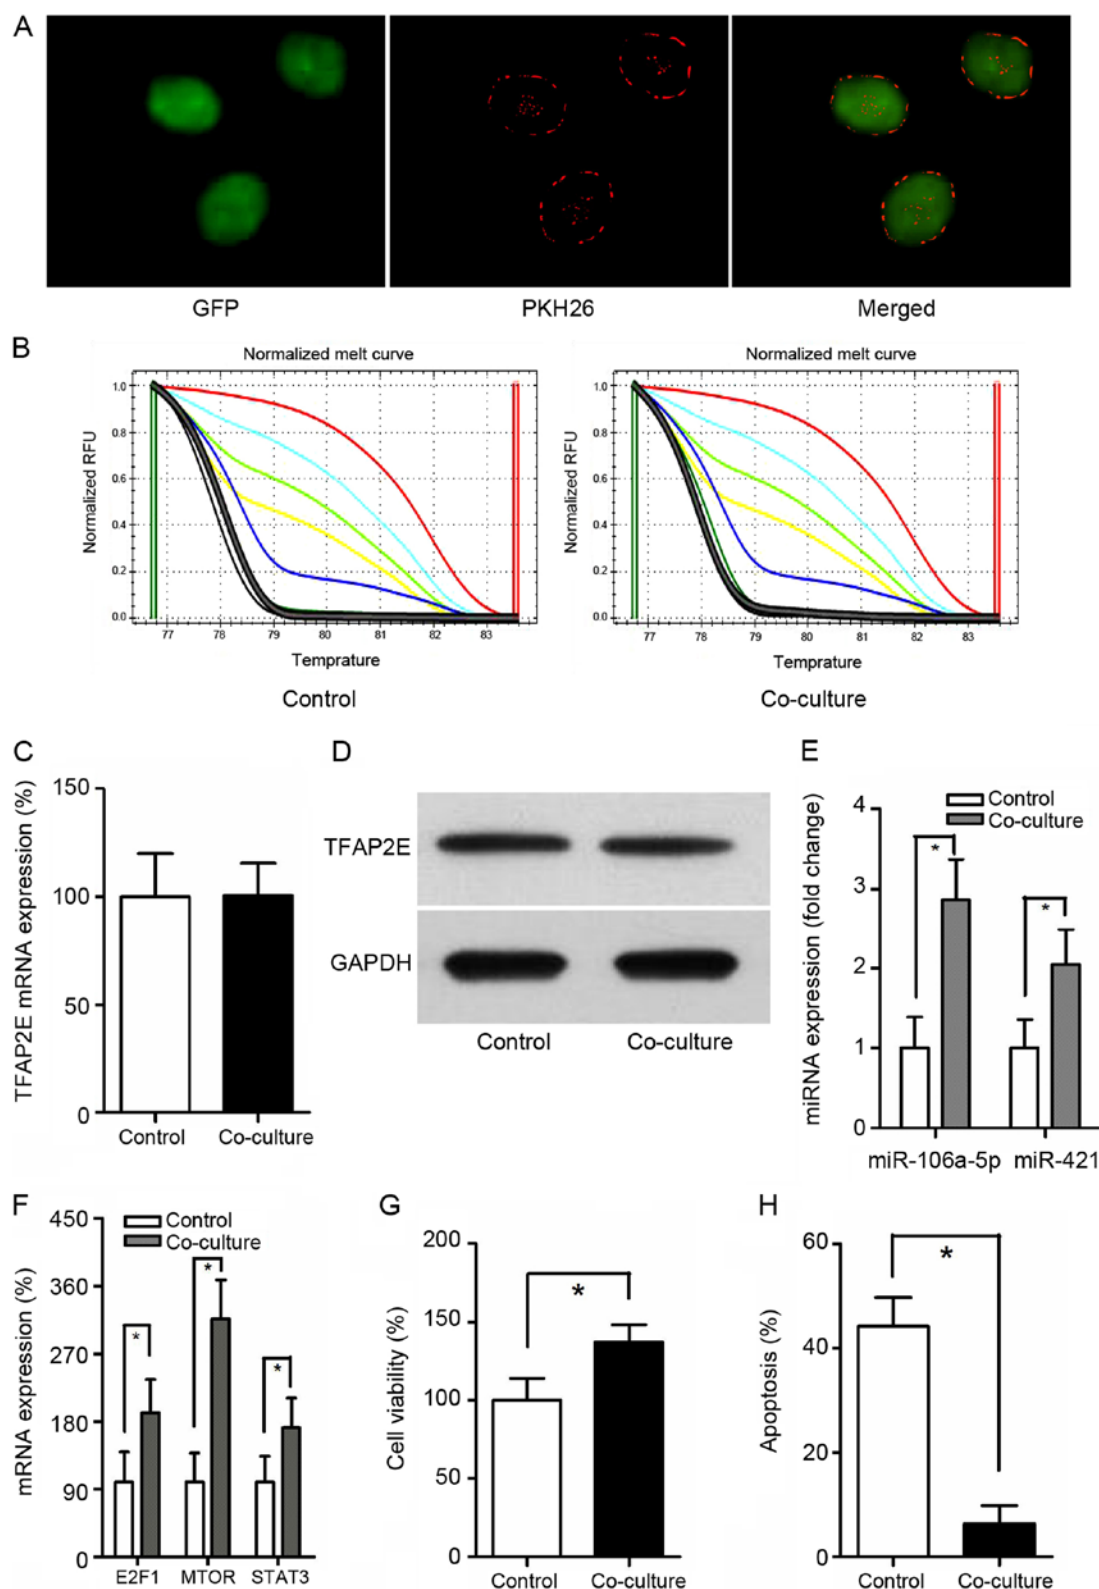 A
GFP PKH26 Merged
B
Normalized melt curve Normalized melt curve
Normalized RFU
1.0
0.8
0.6
0.4
0.2
0.0
77 78 79 80 81 82 83
Temprature
Control
Normalized RFU
1.0
0.8
0.6
0.4
0.2
0.0
77 78 79 80 81 82 83
Temprature
Co-culture
C
TFAP2E mRNA expression (%)
150
100
50
0
Control Co-culture
D
TFAP2E
GAPDH
Control Co-culture
E
miRNA expression (fold change)
4
3
2
1
0
Control
Co-culture
*
*
miR-106a-5p miR-421
F
mRNA expression (%)
450
360
270
180
90
0
Control
Co-culture
*
*
*
E2F1 MTOR STAT3
G
Cell viability (%)
200
150
100
50
0
*
Control Co-culture
H
Apoptosis (%)
60
40
20
0
*
Control Co-culture